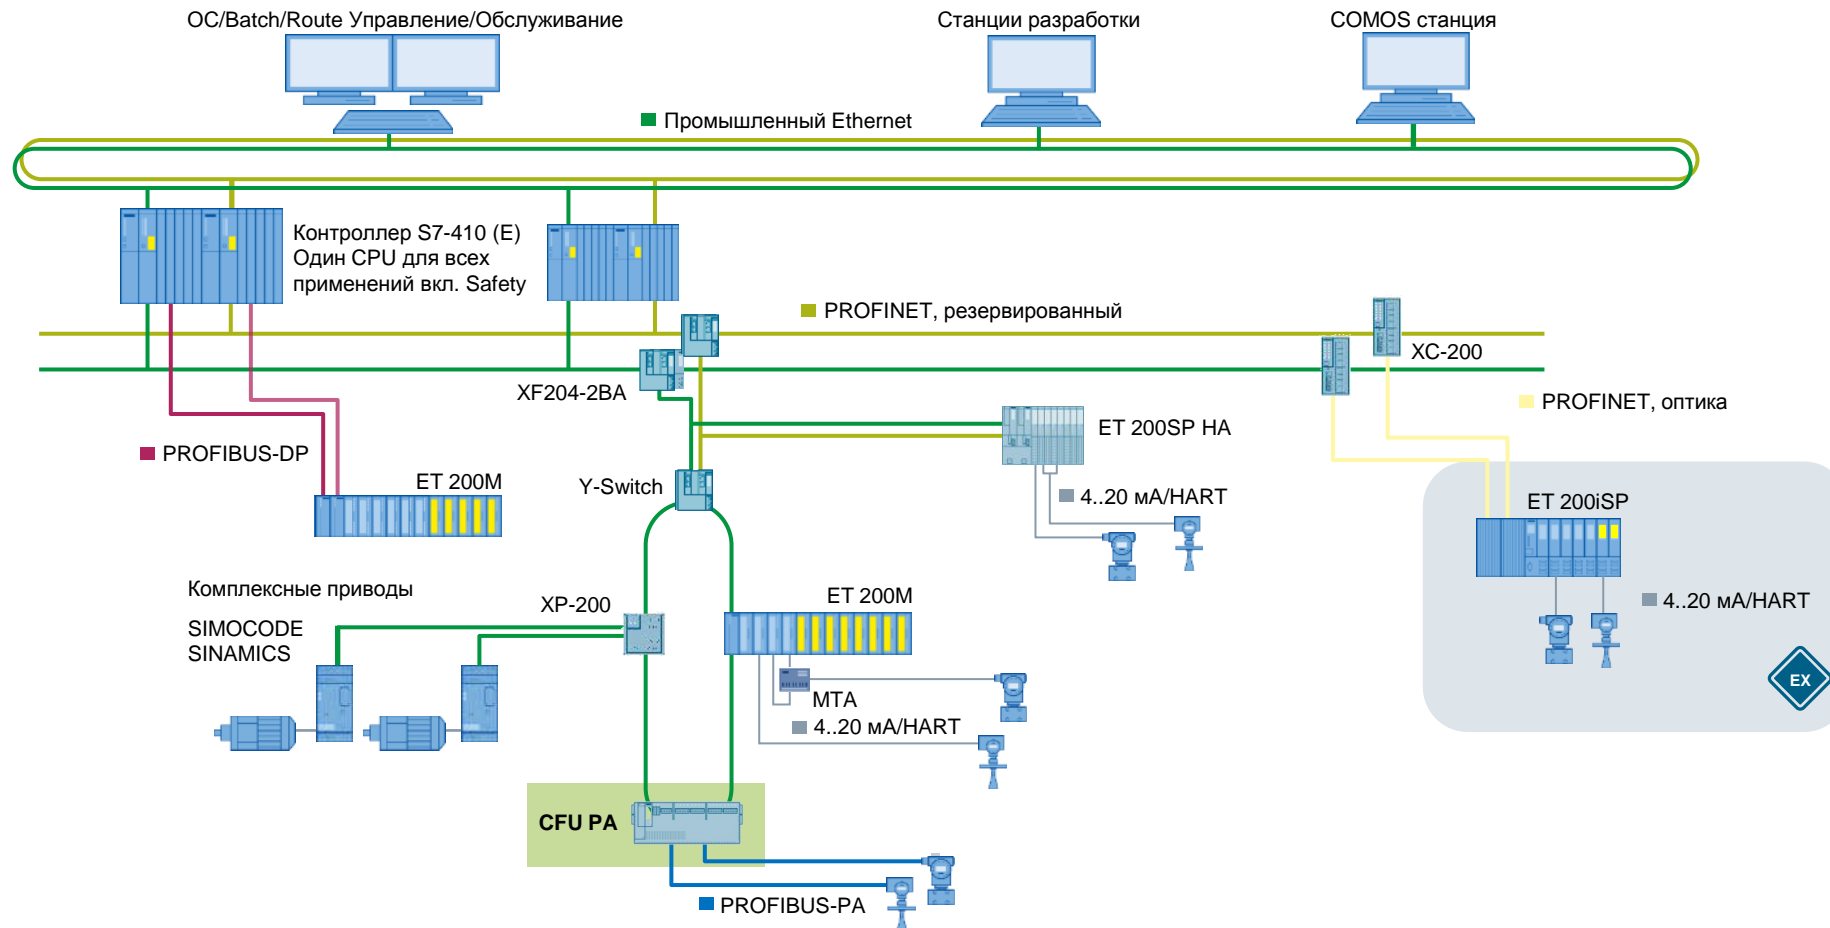 ОС/Batch/Route Управление/Обслуживание
Станции разработки
COMOS станция
Промышленный Ethernet
Контроллер S7-410 (E)
Один CPU для всех
применений вкл. Safety
PROFINET, резервированный
XC-200
XF204-2BA
PROFINET, оптика
ET 200SP HA
PROFIBUS-DP
ET 200M
Y-Switch
4..20 мА/HART
ET 200iSP
Комплексные приводы
XP-200
ET 200M
4..20 мА/HART
SIMOCODE
SINAMICS
EX
MTA
4..20 мА/HART
CFU PA
PROFIBUS-PA